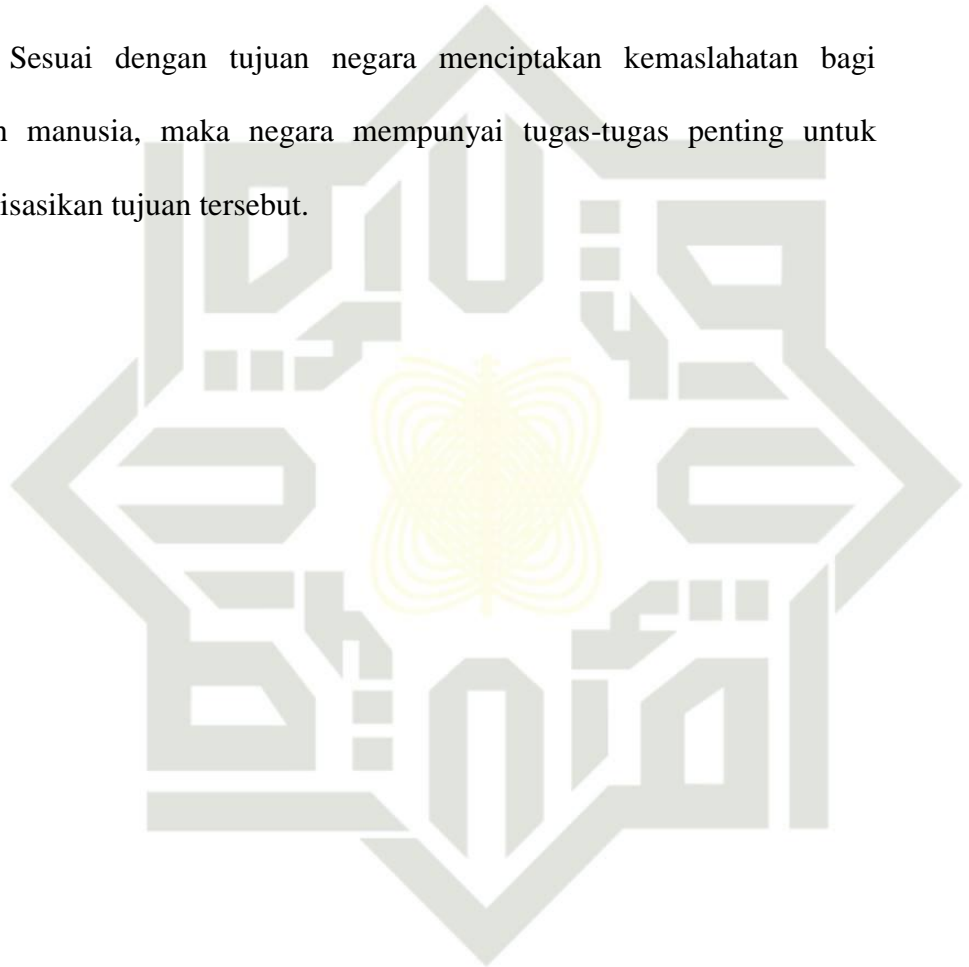 Sesuai dengan tujuan negara menciptakan kemaslahatan bagi
n manusia, maka negara mempunyai tugas-tugas penting untuk
isasikan tujuan tersebut.